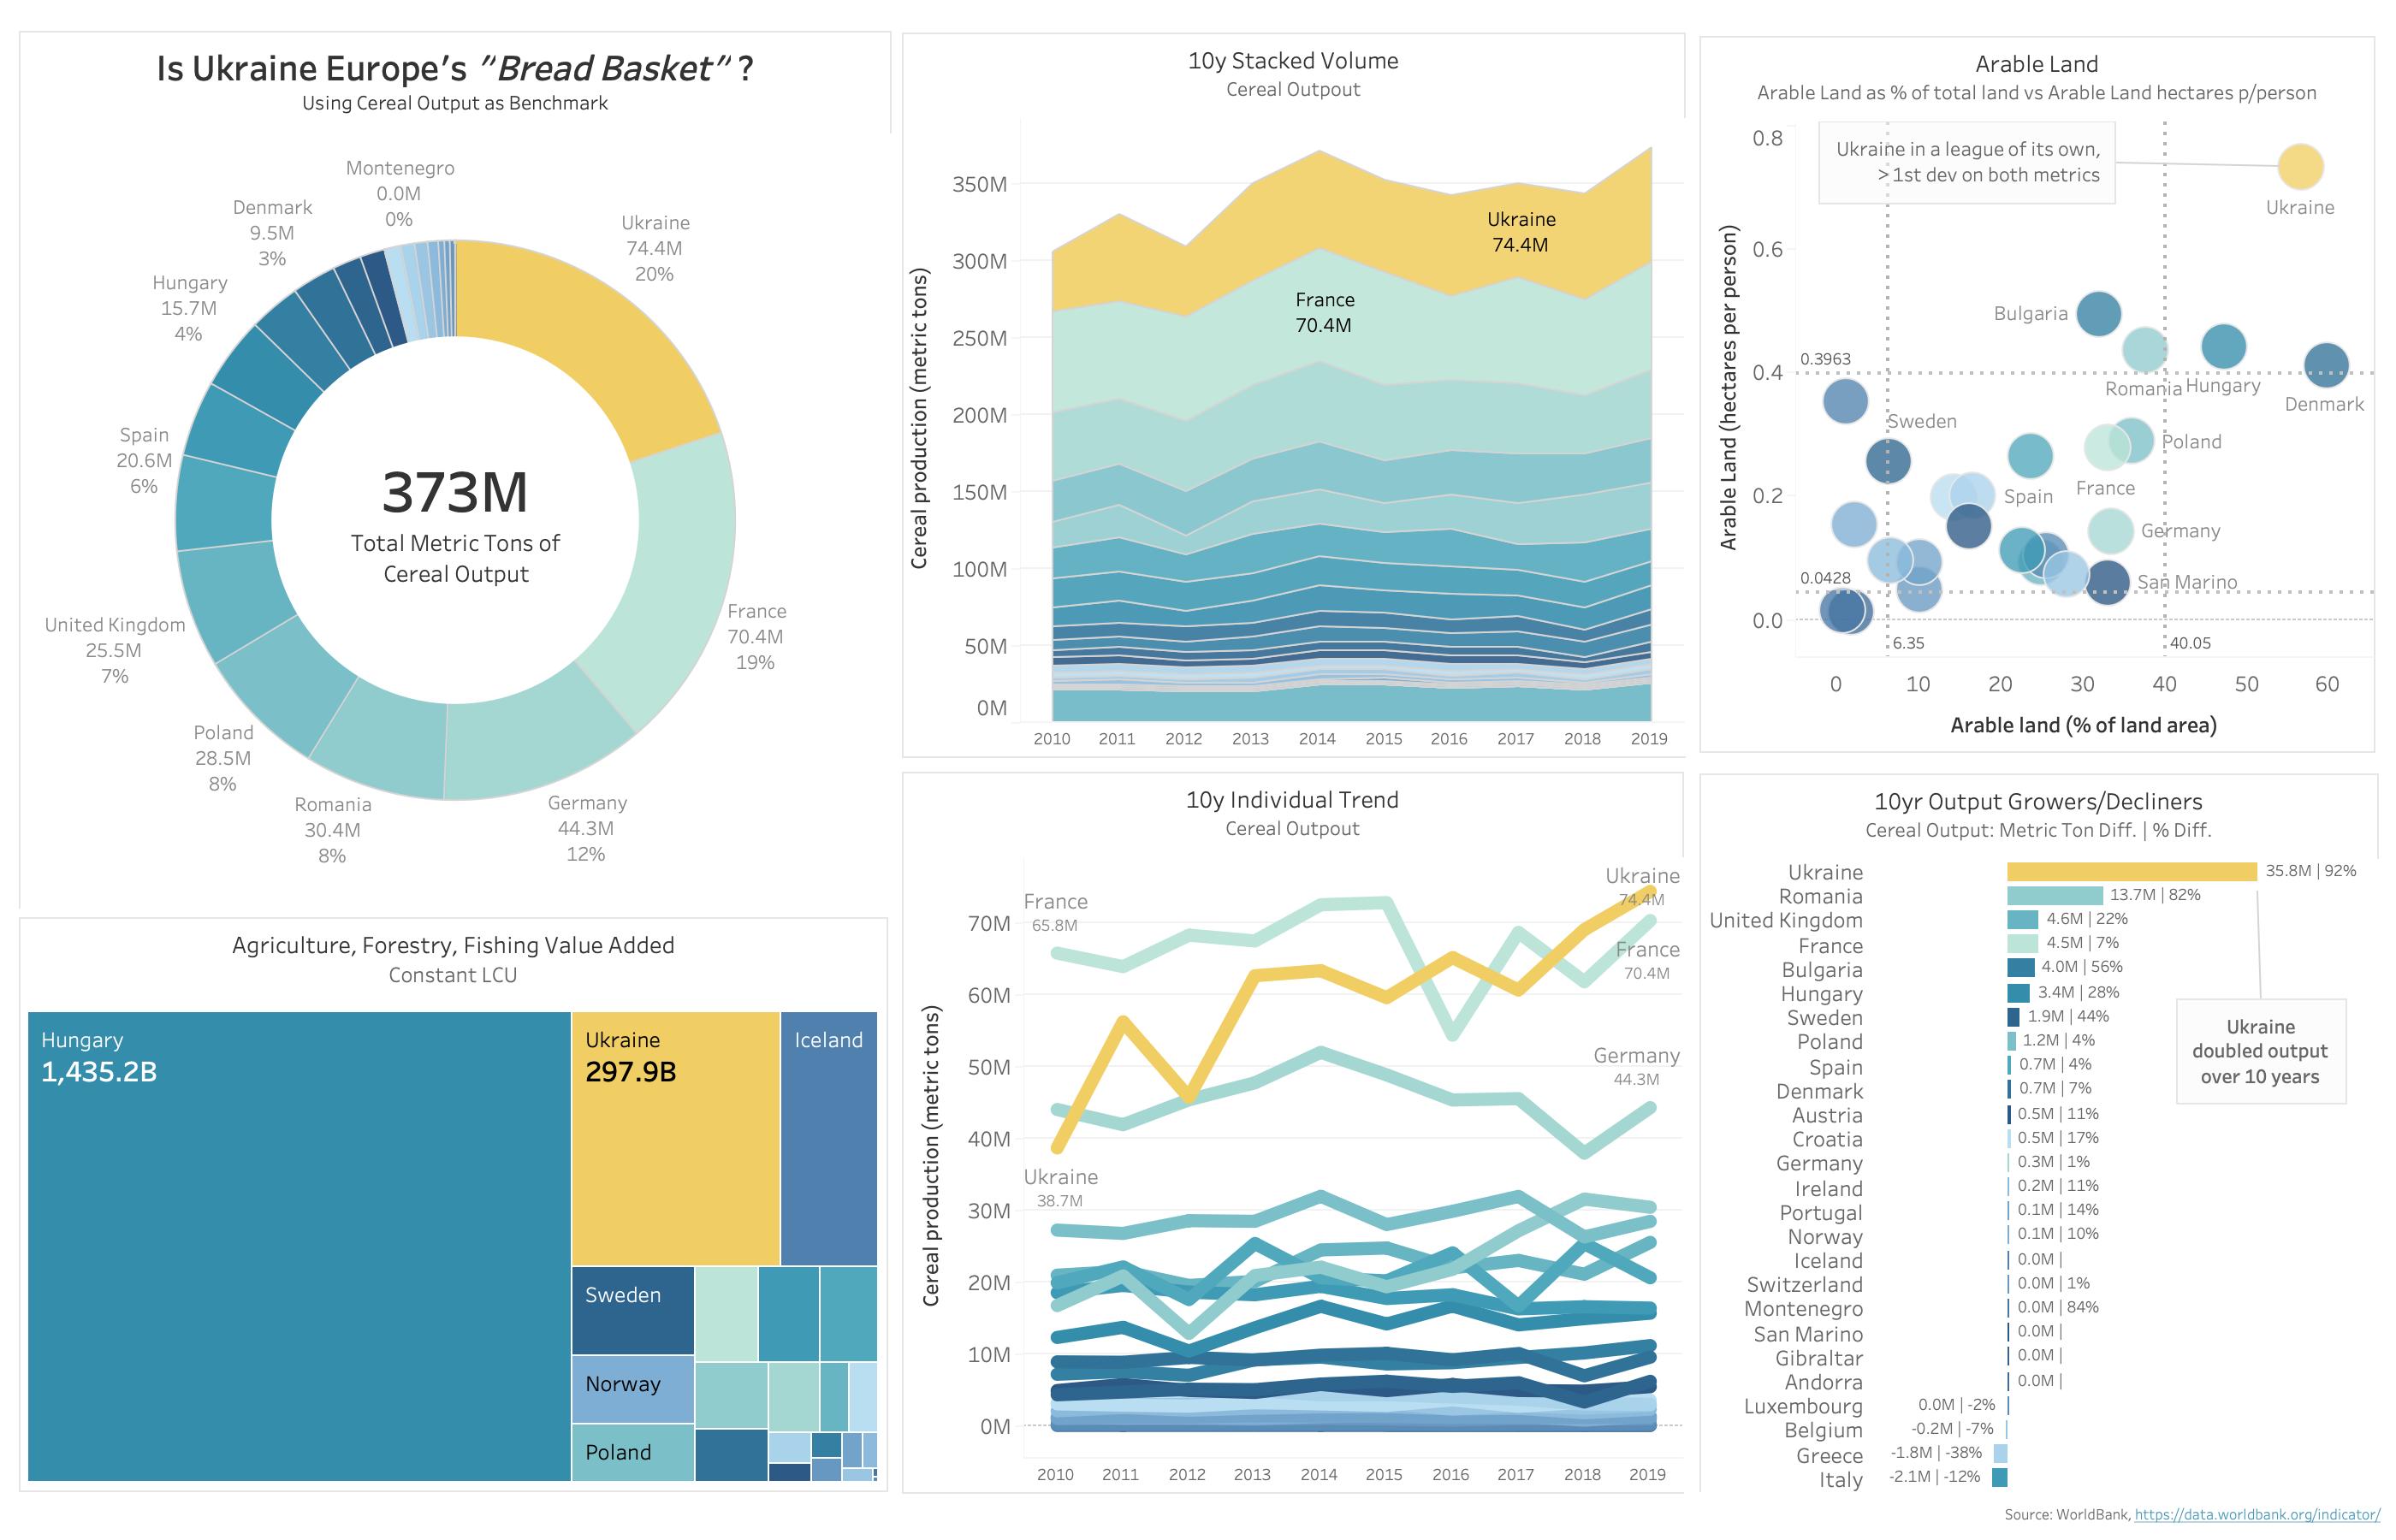 Is Ukraine Europe's "Bread Basket" ?
Using Cereal Output as Benchmark
Montenegro
0.0M
0%
Denmark
9.5M
3%
Hungary
15.7M
4%
Spain
20.6M
6%
United Kingdom
25.5M
7%
Poland
28.5M
8%
Romania
30.4M
8%
Germany
44.3M
12%
France
70.4M
19%
Ukraine
74.4M
20%
373M
Total Metric Tons of
Cereal Output
10y Stacked Volume
Cereal Outpout
Cereal production (metric tons)
350M
300M
250M
200M
150M
100M
50M
0M
Ukraine
74.4M
France
70.4M
2010 2011 2012 2013 2014 2015 2016 2017 2018 2019
Arable Land
Arable Land as % of total land vs Arable Land hectares p/person
Ukraine in a league of its own,
> 1st dev on both metrics
Arable Land (hectares per person)
0.8
0.6
0.4
0.2
0.0
0.3963
0.0428
6.35
40.05
Ukraine
Bulgaria
Romania
Hungary
Denmark
Sweden
Poland
Spain
France
Germany
San Marino
0 10 20 30 40 50 60
Arable land (% of land area)
Agriculture, Forestry, Fishing Value Added
Constant LCU
Hungary
1,435.2B
Ukraine
297.9B
Iceland
Sweden
Norway
Poland
10y Individual Trend
Cereal Outpout
Cereal production (metric tons)
70M
60M
50M
40M
30M
20M
10M
0M
France
65.8M
Ukraine
38.7M
Ukraine
74.4M
France
70.4M
Germany
44.3M
2010 2011 2012 2013 2014 2015 2016 2017 2018 2019
10yr Output Growers/Decliners
Cereal Output: Metric Ton Diff. | % Diff.
Ukraine 35.8M | 92%
Romania 13.7M | 82%
United Kingdom 4.6M | 22%
France 4.5M | 7%
Bulgaria 4.0M | 56%
Hungary 3.4M | 28%
Sweden 1.9M | 44%
Poland 1.2M | 4%
Spain 0.7M | 4%
Denmark 0.7M | 7%
Austria 0.5M | 11%
Croatia 0.5M | 17%
Germany 0.3M | 1%
Ireland 0.2M | 11%
Portugal 0.1M | 14%
Norway 0.1M | 10%
Iceland 0.0M |
Switzerland 0.0M | 1%
Montenegro 0.0M | 84%
San Marino 0.0M |
Gibraltar 0.0M |
Andorra 0.0M |
Luxembourg 0.0M | -2%
Belgium -0.2M | -7%
Greece -1.8M | -38%
Italy -2.1M | -12%
Ukraine
doubled output
over 10 years
Source: WorldBank, https://data.worldbank.org/indicator/